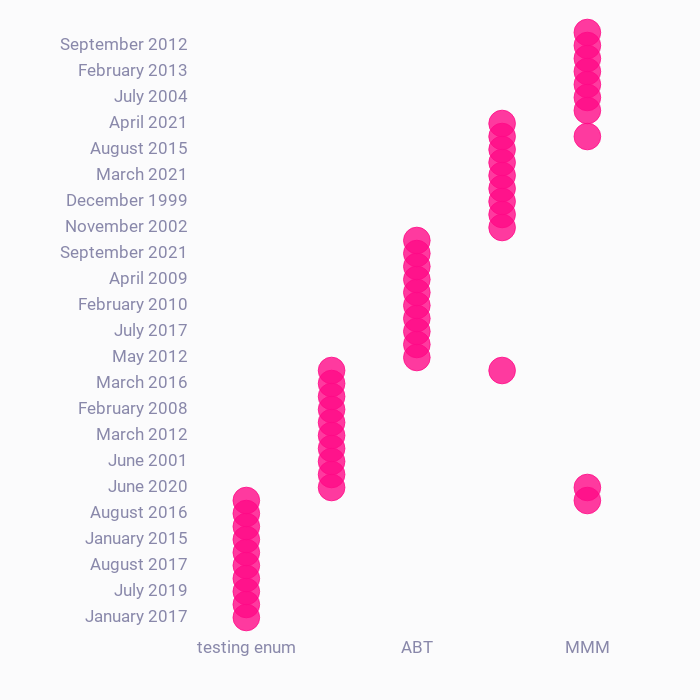 September 2012
February 2013
July 2004
April 2021
August 2015
March 2021
December 1999
November 2002
September 2021
April 2009
February 2010
July 2017
May 2012
March 2016
February 2008
March 2012
June 2001
June 2020
August 2016
January 2015
August 2017
July 2019
January 2017
testing enum ABT MMM